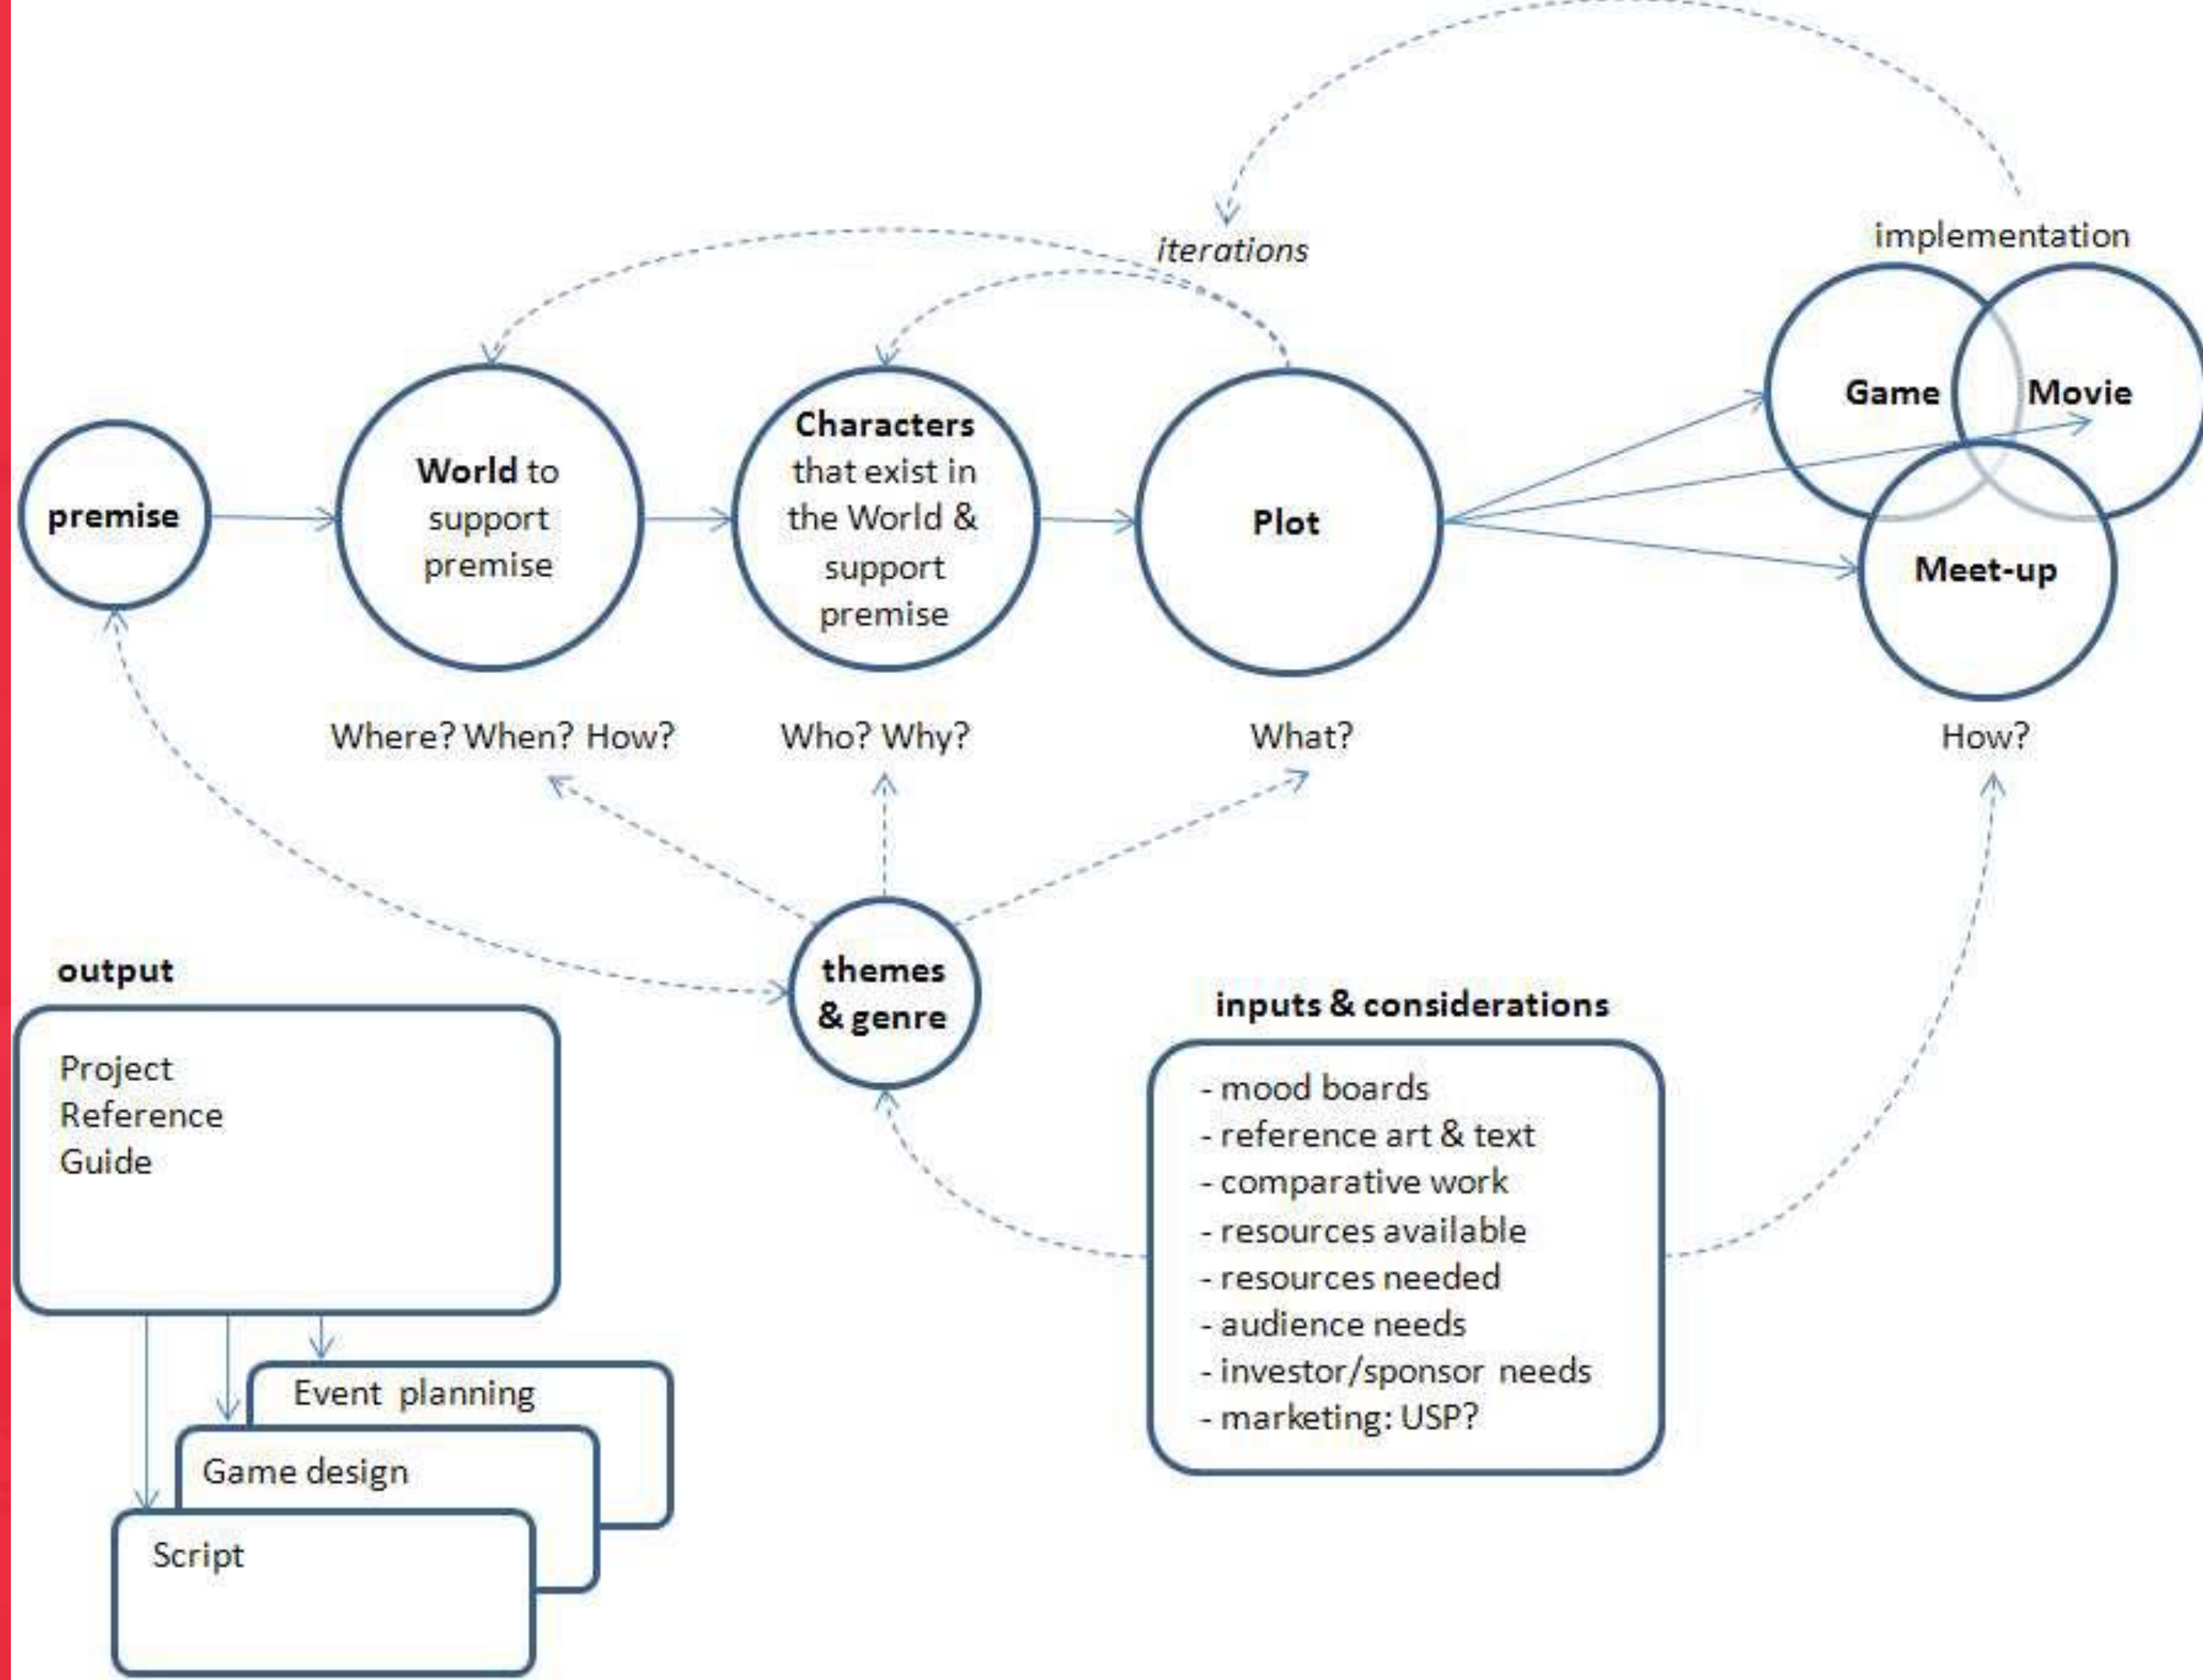 iterations
implementation
premise
World to
support
premise
Characters
that exist in
the World &
support
premise
Plot
Game
Movie
Meet-up
Where? When? How?
Who? Why?
What?
How?
themes
& genre
output
Project
Reference
Guide
Event planning
Game design
Script
inputs & considerations
- mood boards
- reference art & text
- comparative work
- resources available
- resources needed
- audience needs
- investor/sponsor needs
- marketing: USP?